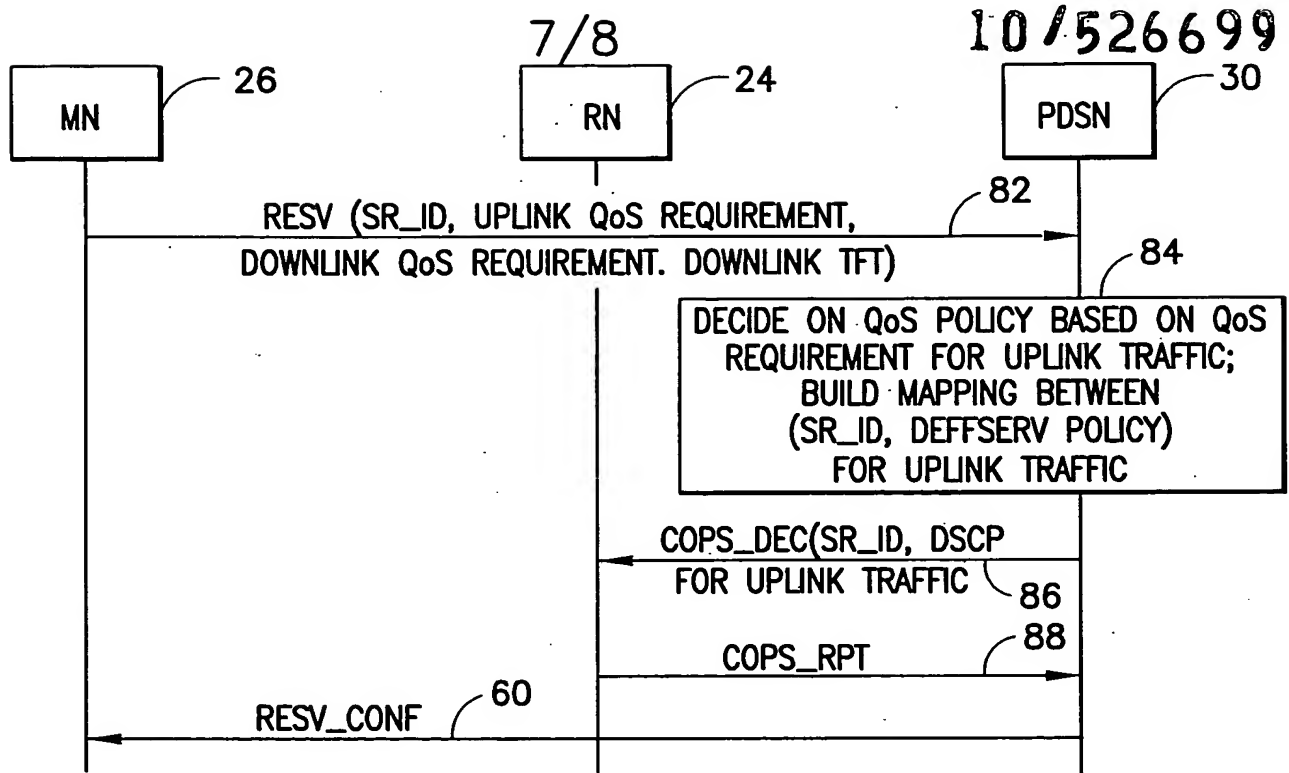 7/8
10/526699
MN
26
RN
24
PDSN
30
RESV (SR_ID, UPLINK QoS REQUIREMENT,
DOWNLINK QoS REQUIREMENT. DOWNLINK TFT)
82
84
DECIDE ON QoS POLICY BASED ON QoS
REQUIREMENT FOR UPLINK TRAFFIC;
BUILD MAPPING BETWEEN
(SR_ID, DEFFSERV POLICY)
FOR UPLINK TRAFFIC
COPS_DEC(SR_ID, DSCP
FOR UPLINK TRAFFIC
86
COPS_RPT
88
RESV_CONF
60